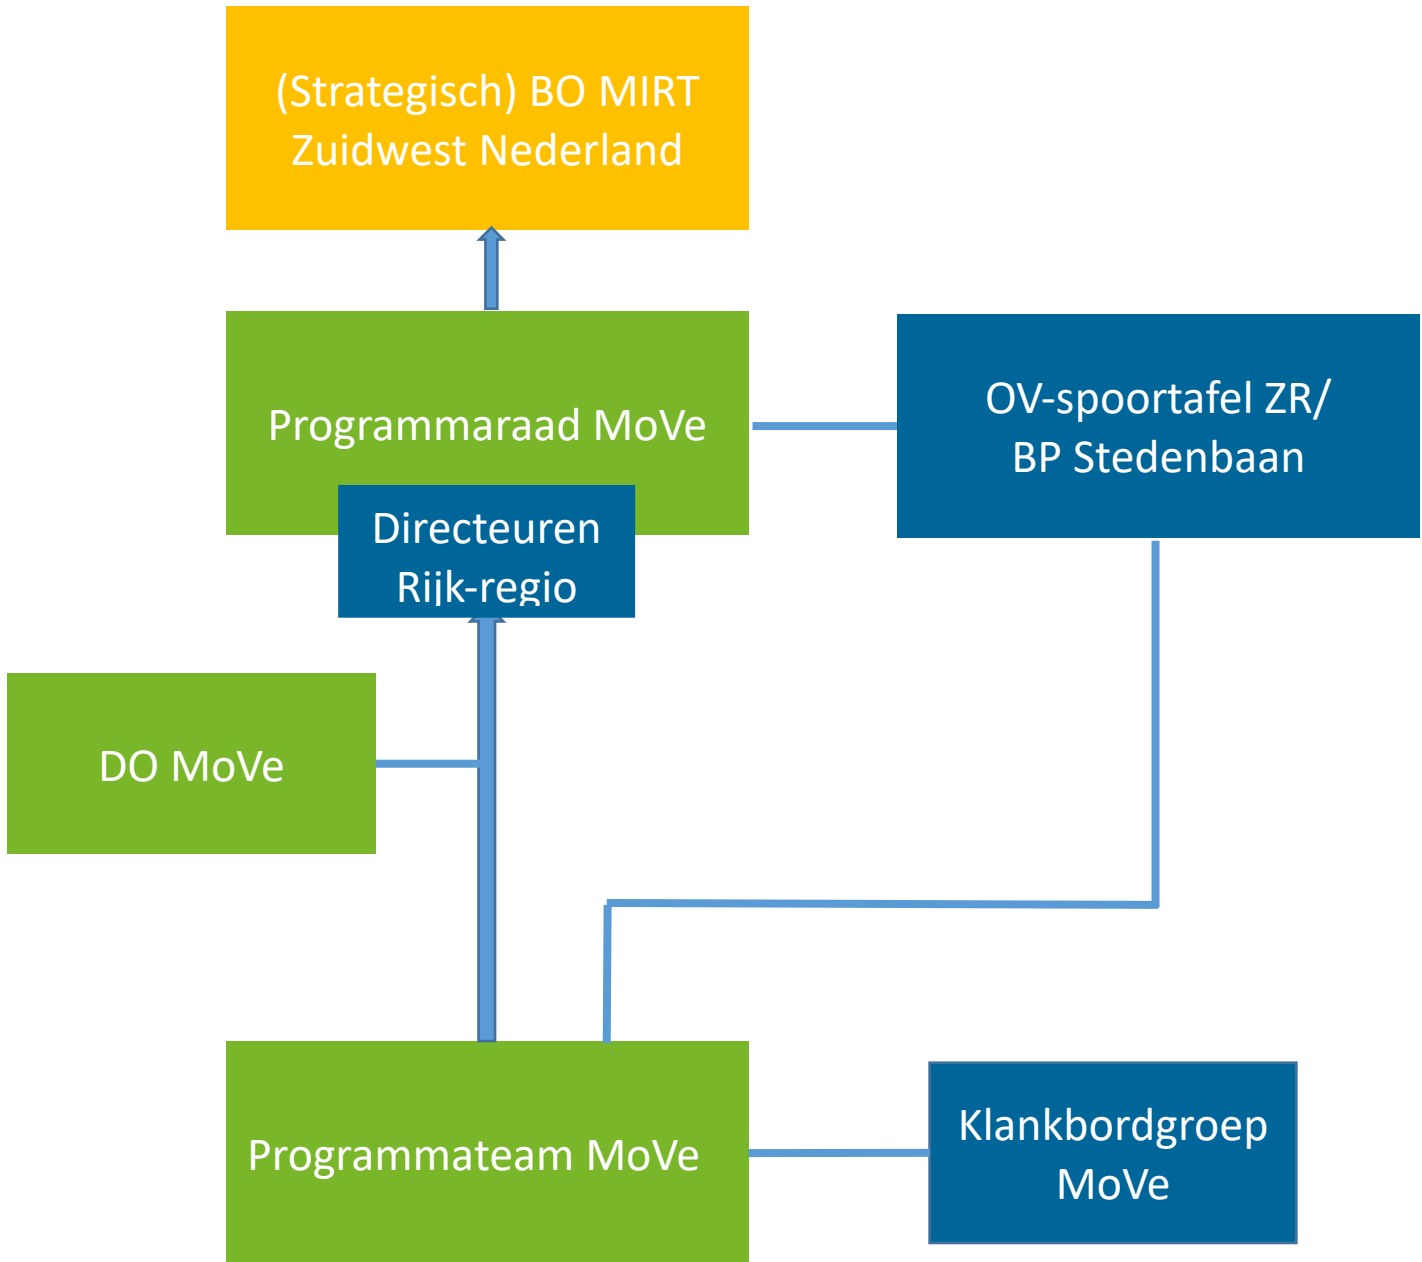 (Strategisch) BO MIRT
Zuidwest Nederland
Programmaraad MoVe
OV-spoortafel ZR/
BP Stedenbaan
Directeuren
Rijk-regio
DO MoVe
Programmateam MoVe
Klankbordgroep
MoVe